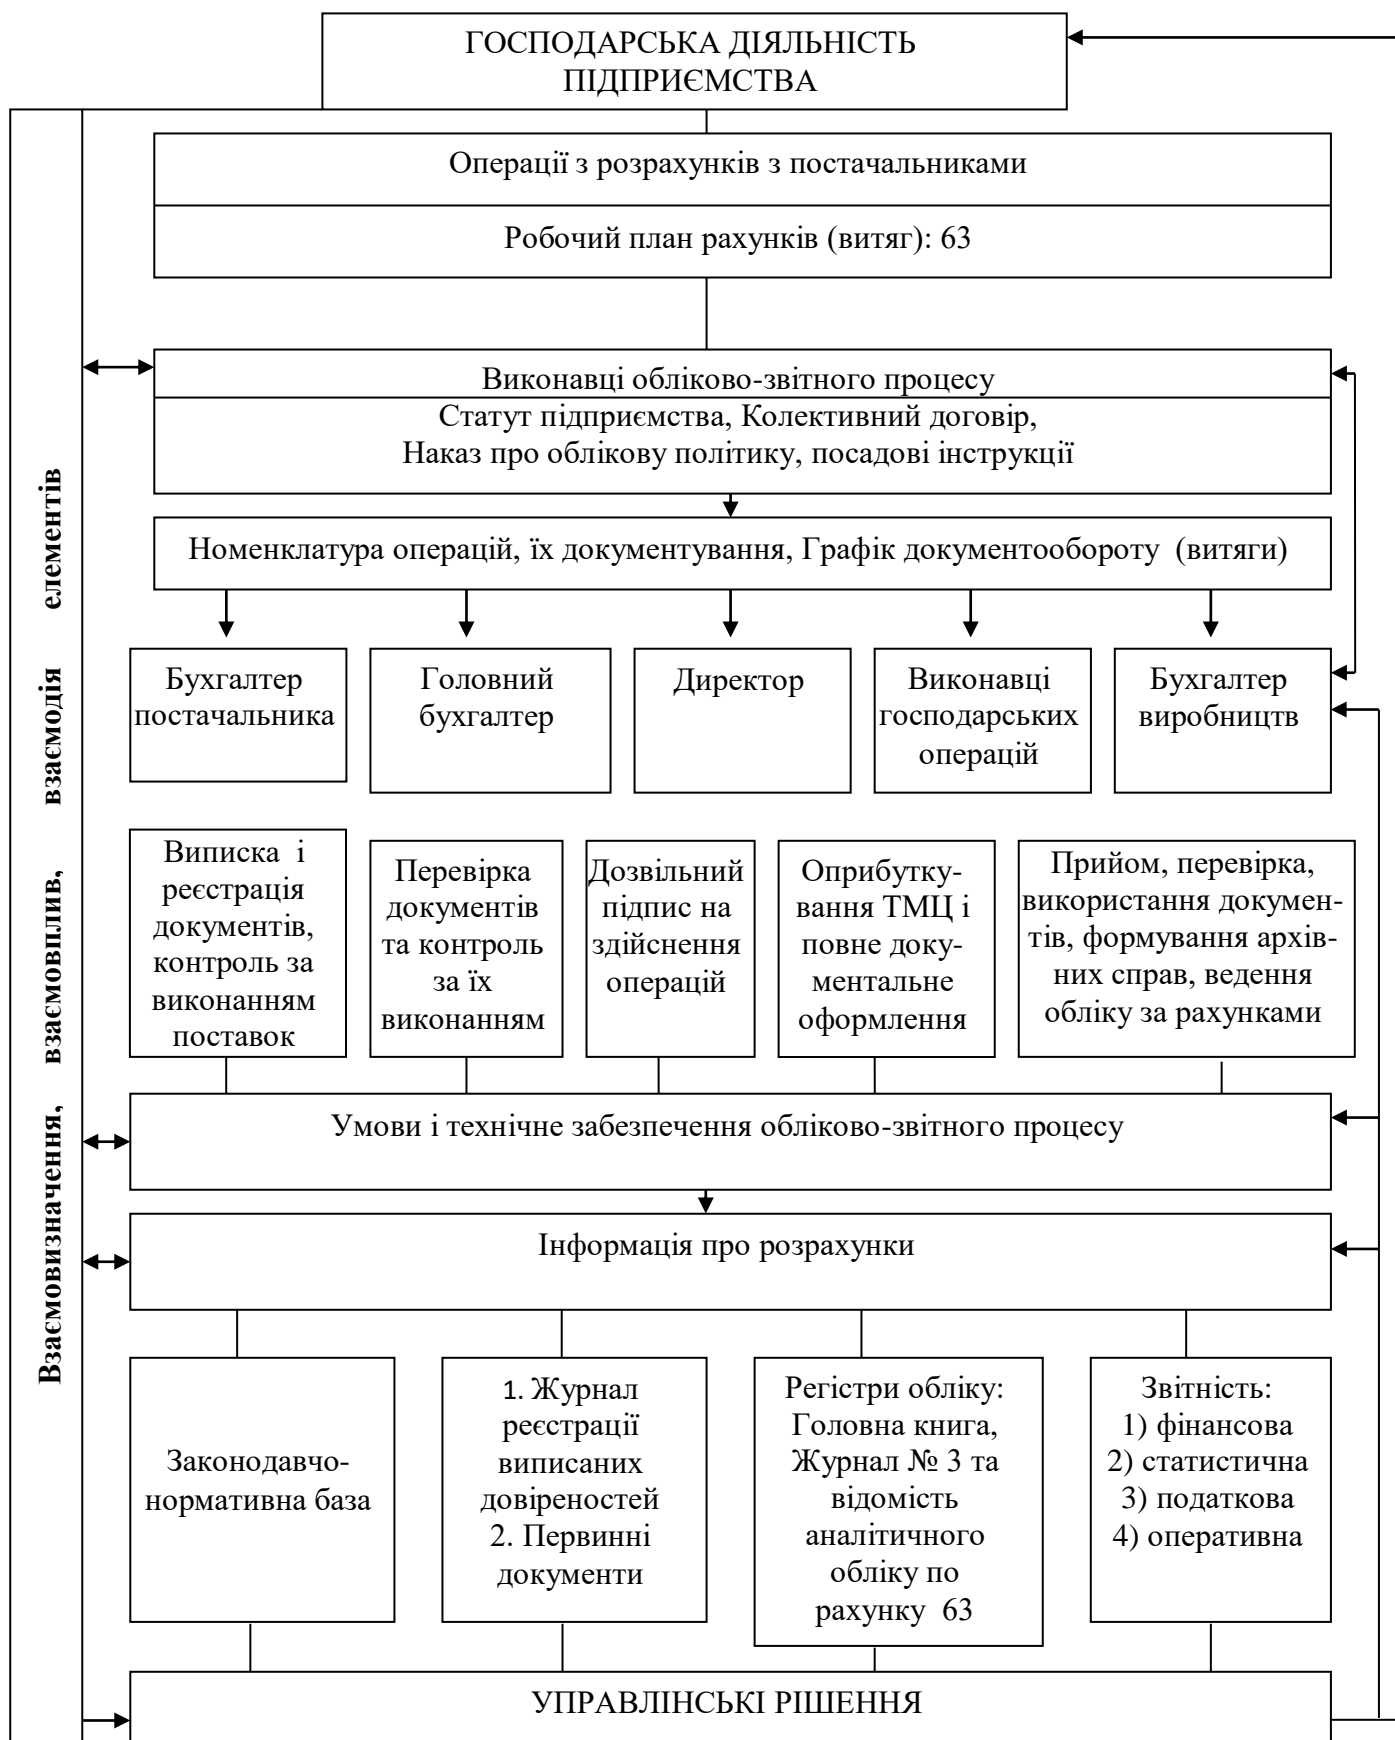 ГОСПОДАРСЬКА ДІЯЛЬНІСТЬ
ПІДПРИЄМСТВА
Операції з розрахунків з постачальниками
Робочий план рахунків (витяг): 63
Виконавці обліково-звітного процесу
Статут підприємства, Колективний договір,
Наказ про облікову політику, посадові інструкції
Номенклатура операцій, їх документування, Графік документообороту (витяги)
Бухгалтер
постачальника
Головний
бухгалтер
Директор
Виконавці
господарських
операцій
Бухгалтер
виробництв
Виписка і
реєстрація
документів,
контроль за
виконанням
поставок
Перевірка
документів
та контроль
за їх
виконанням
Дозвільний
підпис на
здійснення
операцій
Оприбутку-
вання ТМЦ і
повне доку-
ментальне
оформлення
Прийом, перевірка,
використання докумен-
тів, формування архів-
них справ, ведення
обліку за рахунками
Умови і технічне забезпечення обліково-звітного процесу
Інформація про розрахунки
Законодавчо-
нормативна база
1. Журнал
реєстрації
виписаних
довіреностей
2. Первинні
документи
Регістри обліку:
Головна книга,
Журнал № 3 та
відомість
аналітичного
обліку по
рахунку 63
Звітність:
1) фінансова
2) статистична
3) податкова
4) оперативна
УПРАВЛІНСЬКІ РІШЕННЯ
Взаємовизначення, взаємовплив, взаємодія елементів